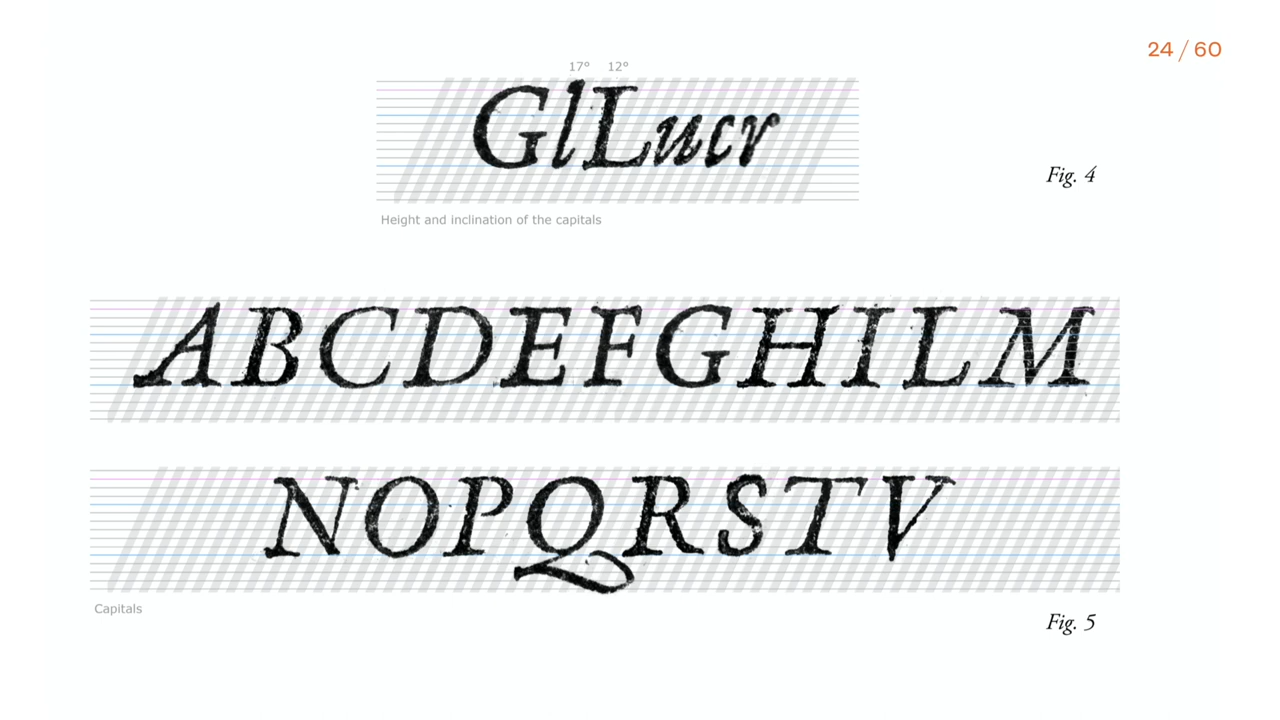 24 / 60
17° 12°
GlLucr
Fig. 4
Height and inclination of the capitals
ABCDEFGHILM
NOPQRSTV
Capitals
Fig. 5